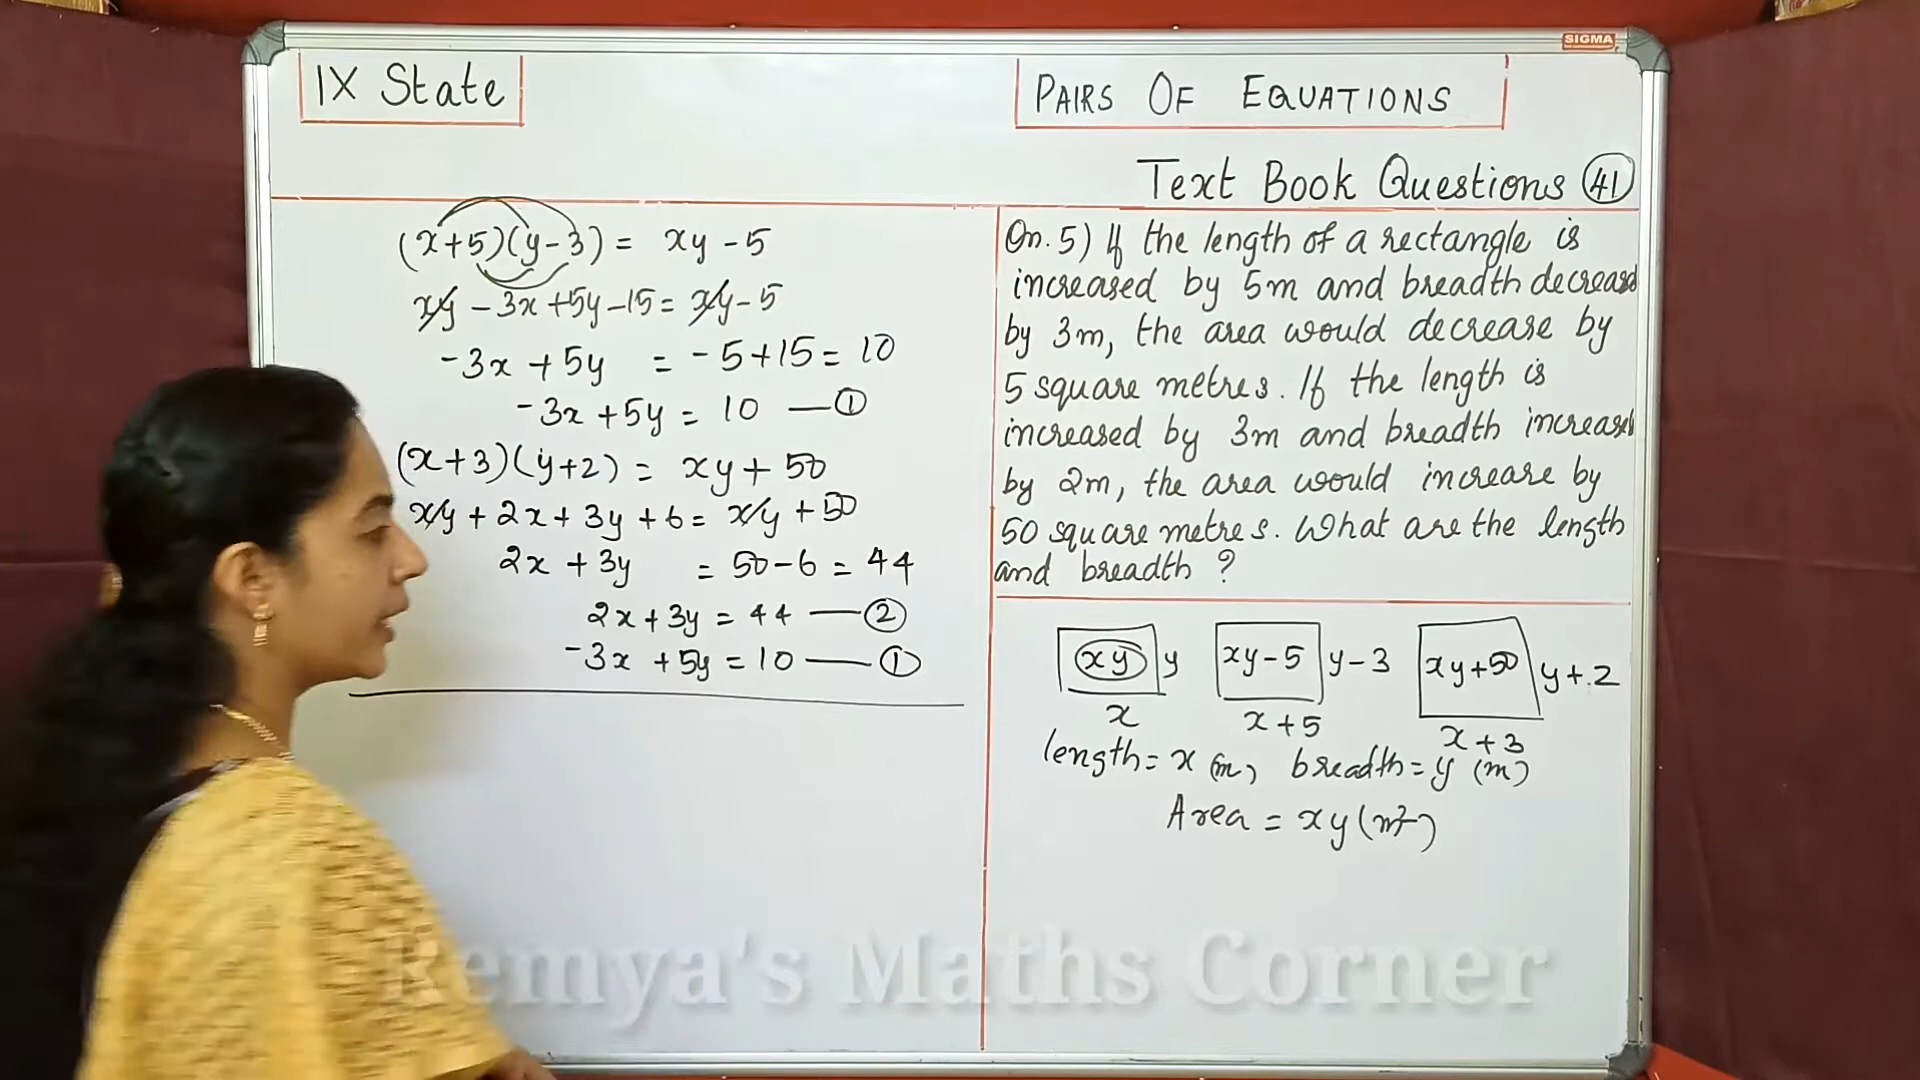 SIGMA
IX State
PAIRS OF EQUATIONS
Text Book Questions 41
(x+5)(y-3) = xy - 5
xy - 3x + 5y - 15 = xy - 5
-3x + 5y = -5 + 15 = 10
-3x + 5y = 10 — ①
(x+3)(y+2) = xy + 50
xy + 2x + 3y + 6 = xy + 50
2x + 3y = 50 - 6 = 44
2x + 3y = 44 — ②
-3x + 5y = 10 — ①
Qn. 5) If the length of a rectangle is
increased by 5m and breadth decreased
by 3m, the area would decrease by
5 square metres. If the length is
increased by 3m and breadth increased
by 2m, the area would increase by
50 square metres. What are the length
and breadth ?
xy y xy-5 y-3 xy+50 y+2
x x+5 x+3
length = x (m), breadth = y (m)
Area = xy (m²)
Remya's Maths Corner